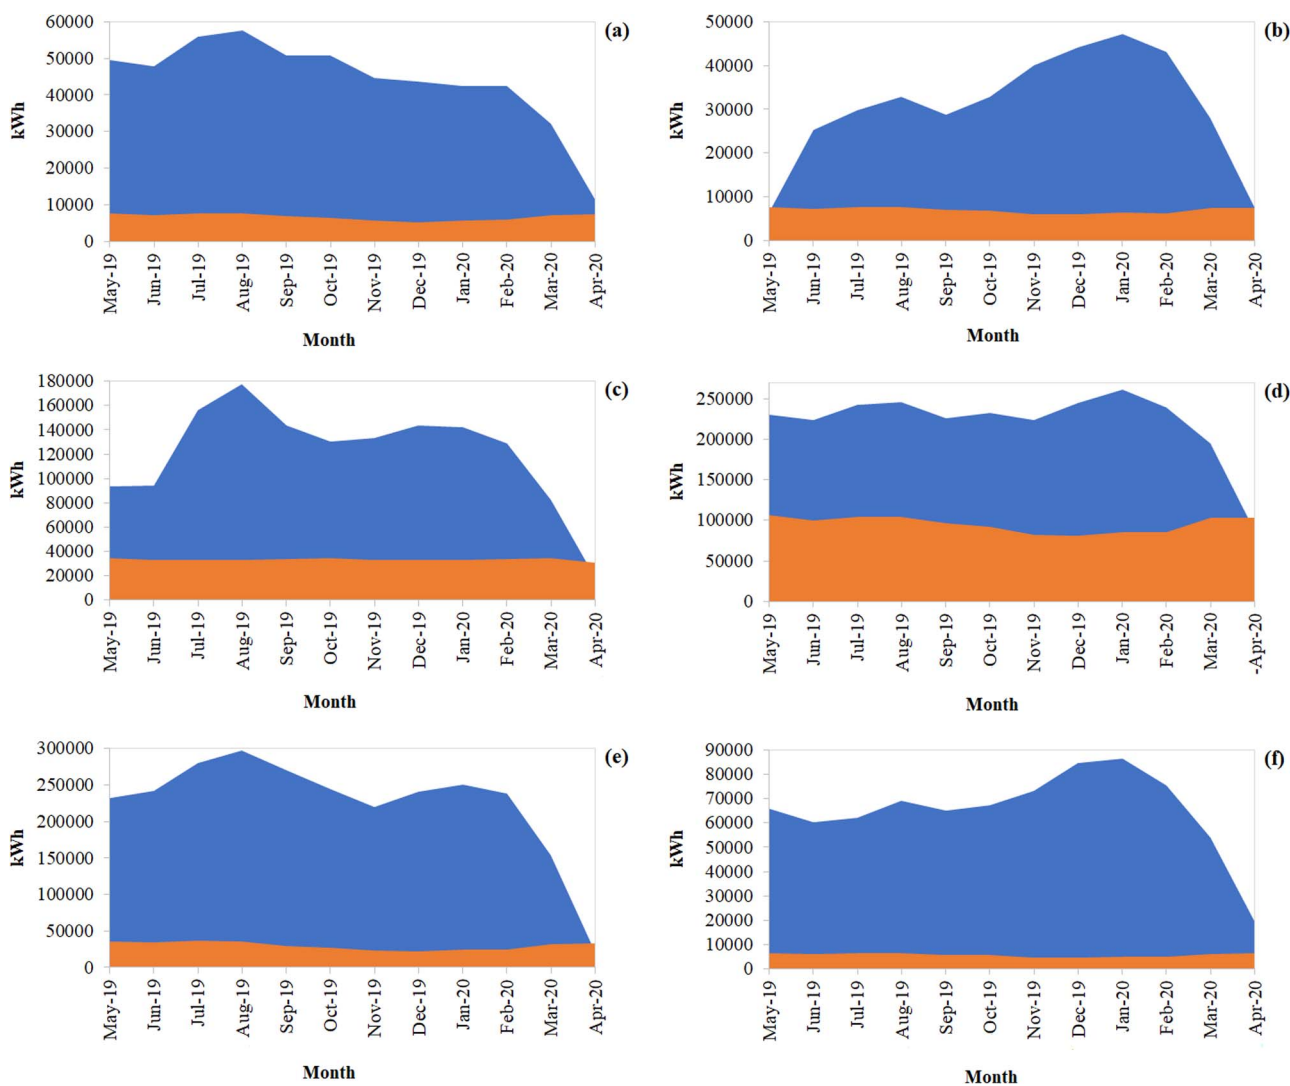 (a)
60000
50000
40000
30000
20000
10000
0
kWh
May-19
Jun-19
Jul-19
Aug-19
Sep-19
Oct-19
Nov-19
Dec-19
Jan-20
Feb-20
Mar-20
Apr-20
Month
(b)
50000
40000
30000
20000
10000
0
kWh
May-19
Jun-19
Jul-19
Aug-19
Sep-19
Oct-19
Nov-19
Dec-19
Jan-20
Feb-20
Mar-20
Apr-20
Month
(c)
180000
160000
140000
120000
100000
80000
60000
40000
20000
0
kWh
May-19
Jun-19
Jul-19
Aug-19
Sep-19
Oct-19
Nov-19
Dec-19
Jan-20
Feb-20
Mar-20
Apr-20
Month
(d)
250000
200000
150000
100000
50000
0
kWh
May-19
Jun-19
Jul-19
Aug-19
Sep-19
Oct-19
Nov-19
Dec-19
Jan-20
Feb-20
Mar-20
-Apr-20
Month
(e)
300000
250000
200000
150000
100000
50000
0
kWh
May-19
Jun-19
Jul-19
Aug-19
Sep-19
Oct-19
Nov-19
Dec-19
Jan-20
Feb-20
Mar-20
Apr-20
Month
(f)
90000
80000
70000
60000
50000
40000
30000
20000
10000
0
kWh
May-19
Jun-19
Jul-19
Aug-19
Sep-19
Oct-19
Nov-19
Dec-19
Jan-20
Feb-20
Mar-20
Apr-20
Month